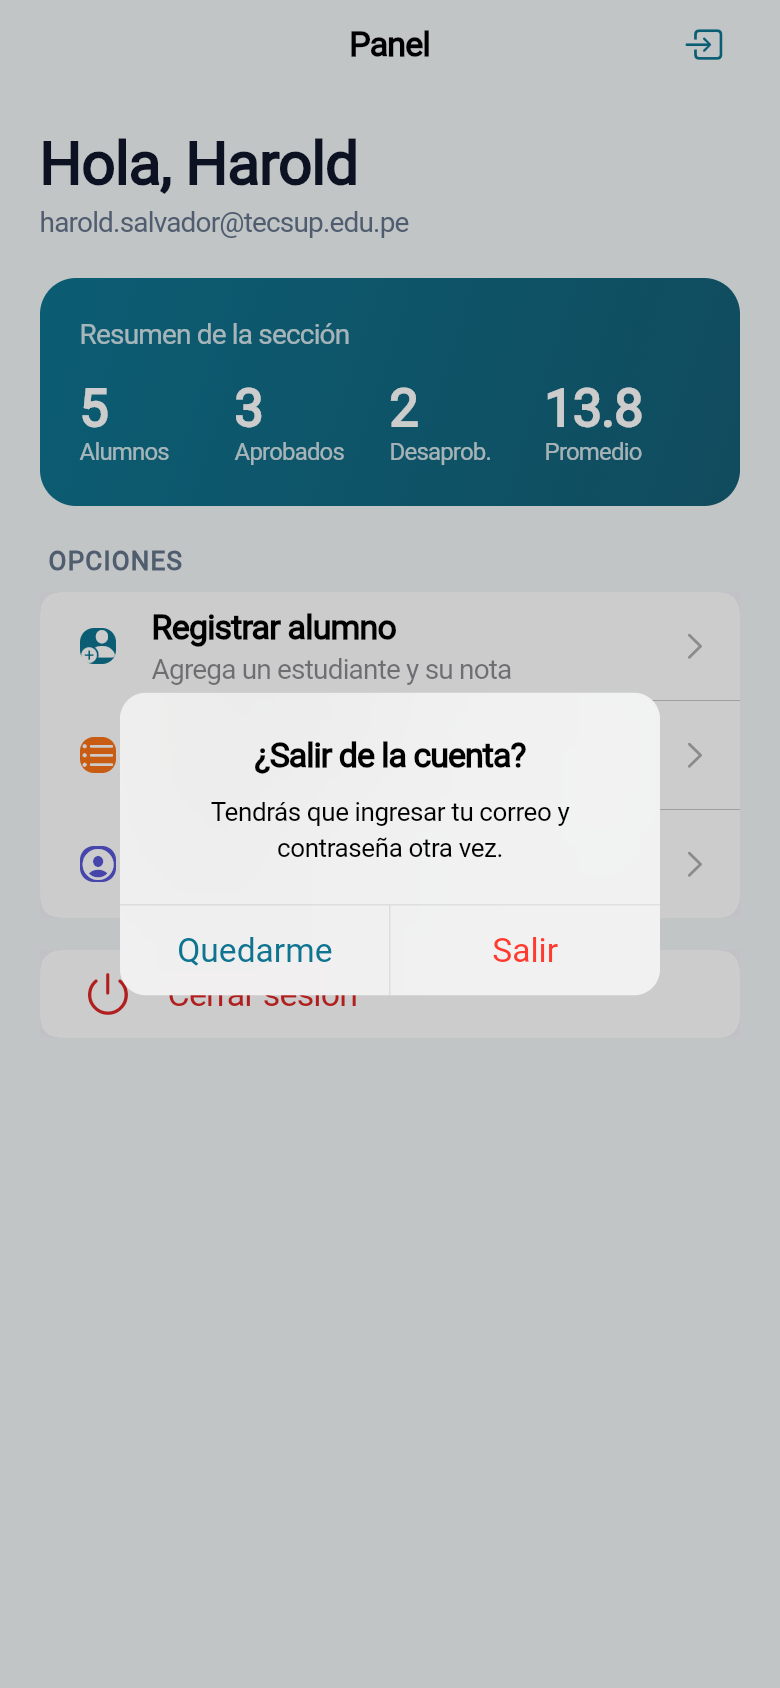 Panel
Hola, Harold
harold.salvador@tecsup.edu.pe
Resumen de la sección
5 3 2 13.8
Alumnos Aprobados Desaprob. Promedio
OPCIONES
Registrar alumno
Agrega un estudiante y su nota
¿Salir de la cuenta?
Tendrás que ingresar tu correo y
contraseña otra vez.
Quedarme Salir
Cerrar sesión